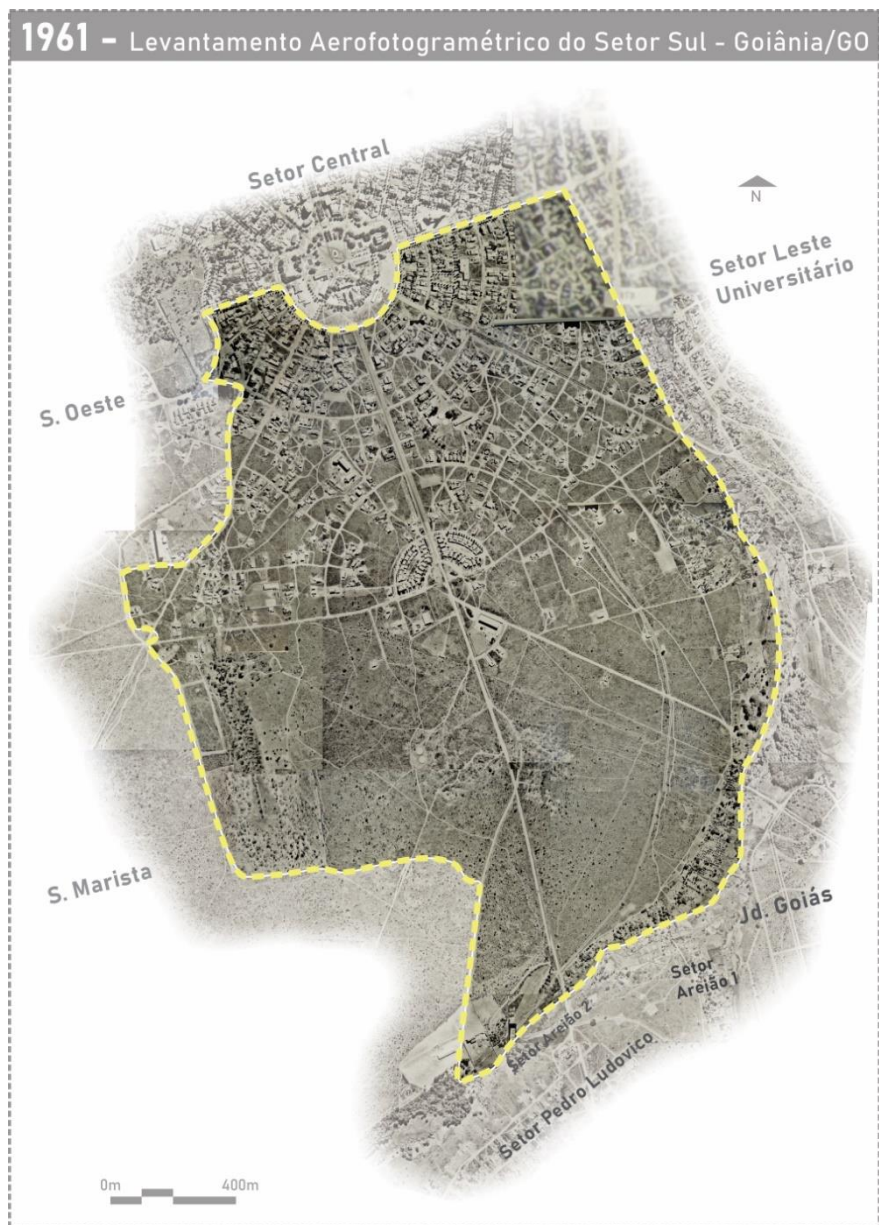 1961 – Levantamento Aerofotogramétrico do Setor Sul - Goiânia/GO
Setor Central
N
Setor Leste
Universitário
S. Oeste
S. Marista
Jd. Goiás
Setor
Areião 1
Setor Areião 2
Setor Pedro Ludovico
0m 400m